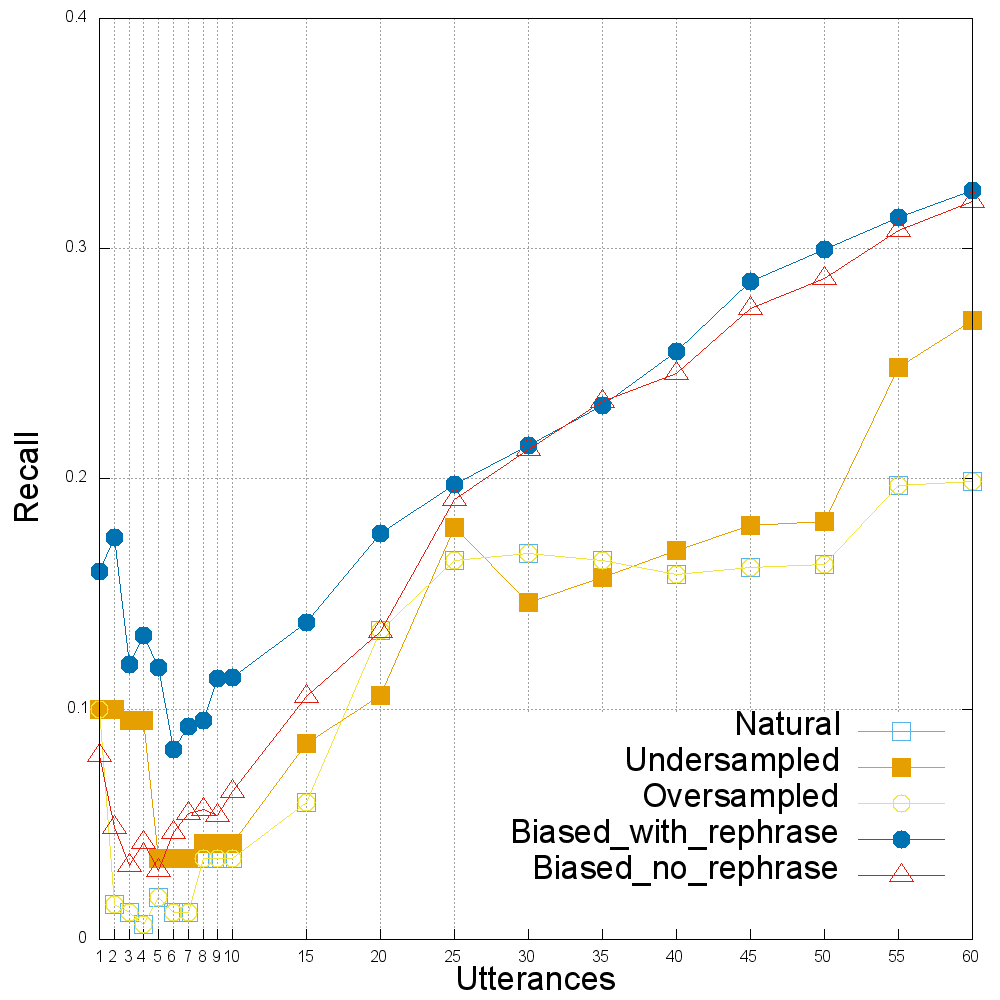 0.4
0.3
0.2
0.1
0
Recall
1 2 3 4 5 6 7 8 9 10 15 20 25 30 35 40 45 50 55 60
Utterances
Natural
Undersampled
Oversampled
Biased_with_rephrase
Biased_no_rephrase